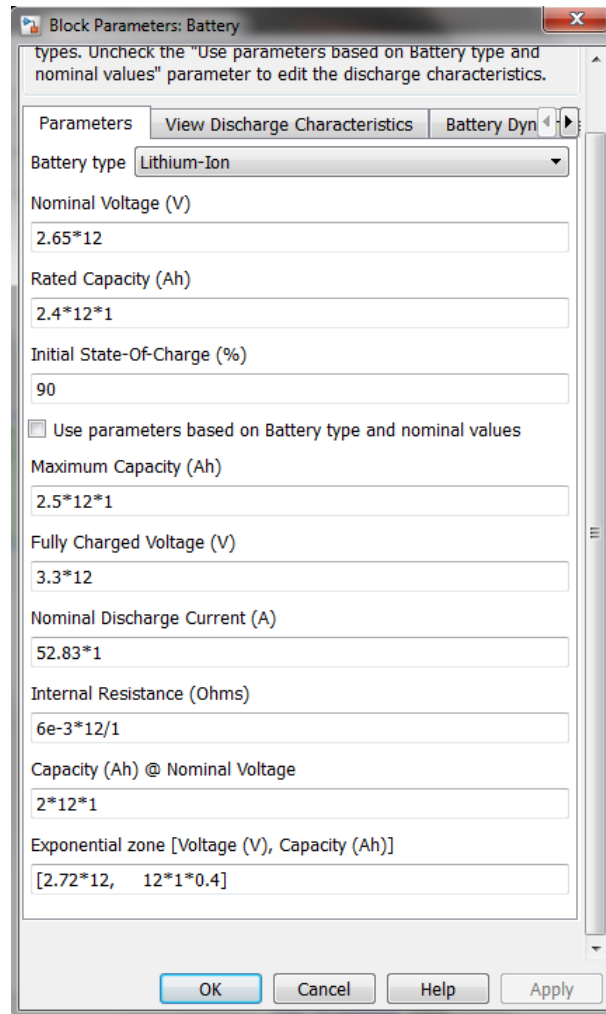 Block Parameters: Battery
types. Uncheck the "Use parameters based on Battery type and
nominal values" parameter to edit the discharge characteristics.
Parameters View Discharge Characteristics Battery Dyn
Battery type Lithium-Ion
Nominal Voltage (V)
2.65*12
Rated Capacity (Ah)
2.4*12*1
Initial State-Of-Charge (%)
90
Use parameters based on Battery type and nominal values
Maximum Capacity (Ah)
2.5*12*1
Fully Charged Voltage (V)
3.3*12
Nominal Discharge Current (A)
52.83*1
Internal Resistance (Ohms)
6e-3*12/1
Capacity (Ah) @ Nominal Voltage
2*12*1
Exponential zone [Voltage (V), Capacity (Ah)]
[2.72*12, 12*1*0.4]
OK Cancel Help Apply